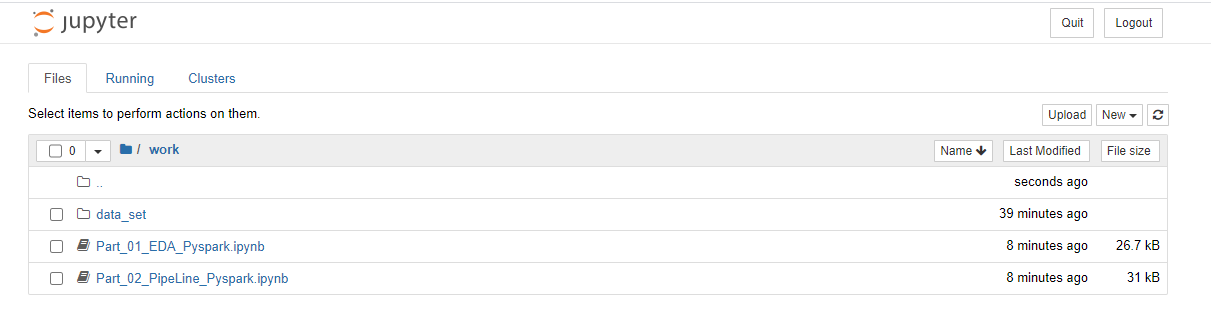 jupyter Quit Logout
Files Running Clusters
Select items to perform actions on them. Upload New
0 / work Name Last Modified File size
.. seconds ago
data_set 39 minutes ago
Part_01_EDA_Pyspark.ipynb 8 minutes ago 26.7 kB
Part_02_PipeLine_Pyspark.ipynb 8 minutes ago 31 kB